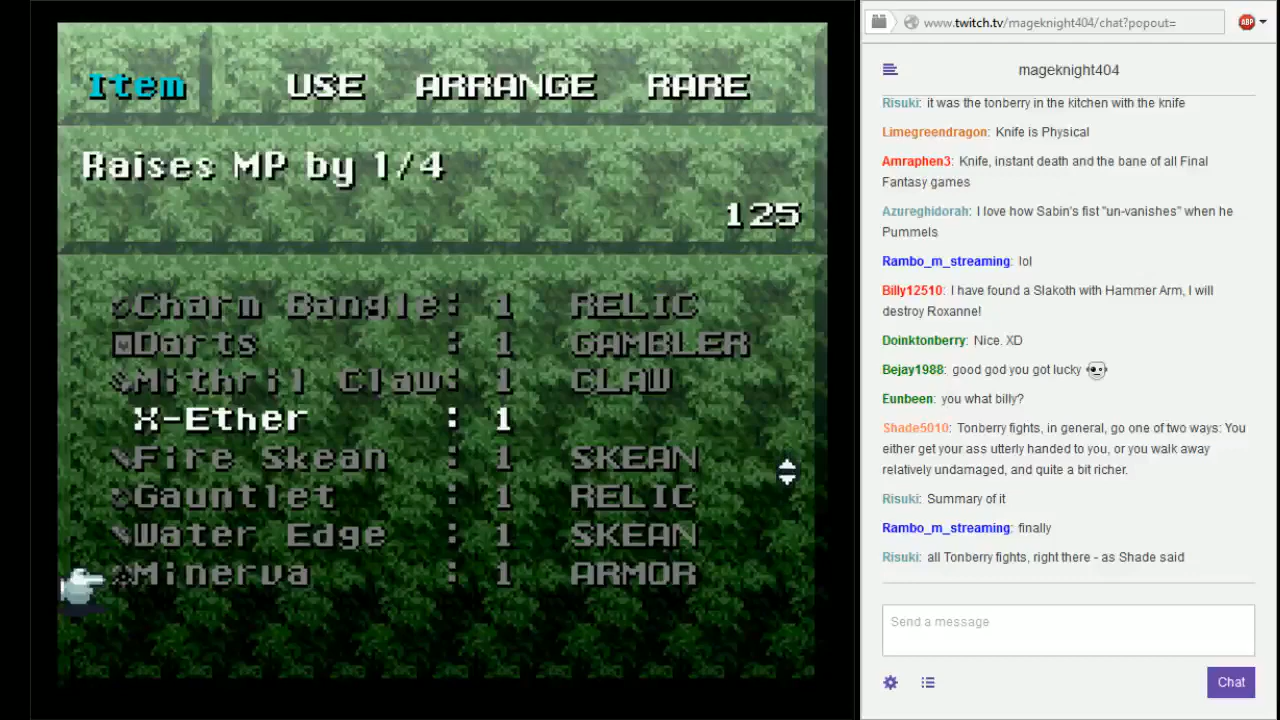 Item USE ARRANGE RARE
Raises MP by 1/4
125
Charm Bangle: 1 RELIC
Darts : 1 GAMBLER
Mithril Claw: 1 CLAW
X-Ether : 1
Fire Skean : 1 SKEAN
Gauntlet : 1 RELIC
Water Edge : 1 SKEAN
Minerva : 1 ARMOR
www.twitch.tv/mageknight404/chat?popout=
ABP
mageknight404
Risuki: it was the tonberry in the kitchen with the knife
Limegreendragon: Knife is Physical
Amraphen3: Knife, instant death and the bane of all Final
Fantasy games
Azureghidorah: I love how Sabin's fist "un-vanishes" when he
Pummels
Rambo_m_streaming: lol
Billy12510: I have found a Slakoth with Hammer Arm, I will
destroy Roxanne!
Doinktonberry: Nice. XD
Bejay1988: good god you got lucky
Eunbeen: you what billy?
Shade5010: Tonberry fights, in general, go one of two ways: You
either get your ass utterly handed to you, or you walk away
relatively undamaged, and quite a bit richer.
Risuki: Summary of it
Rambo_m_streaming: finally
Risuki: all Tonberry fights, right there - as Shade said
Send a message
Chat